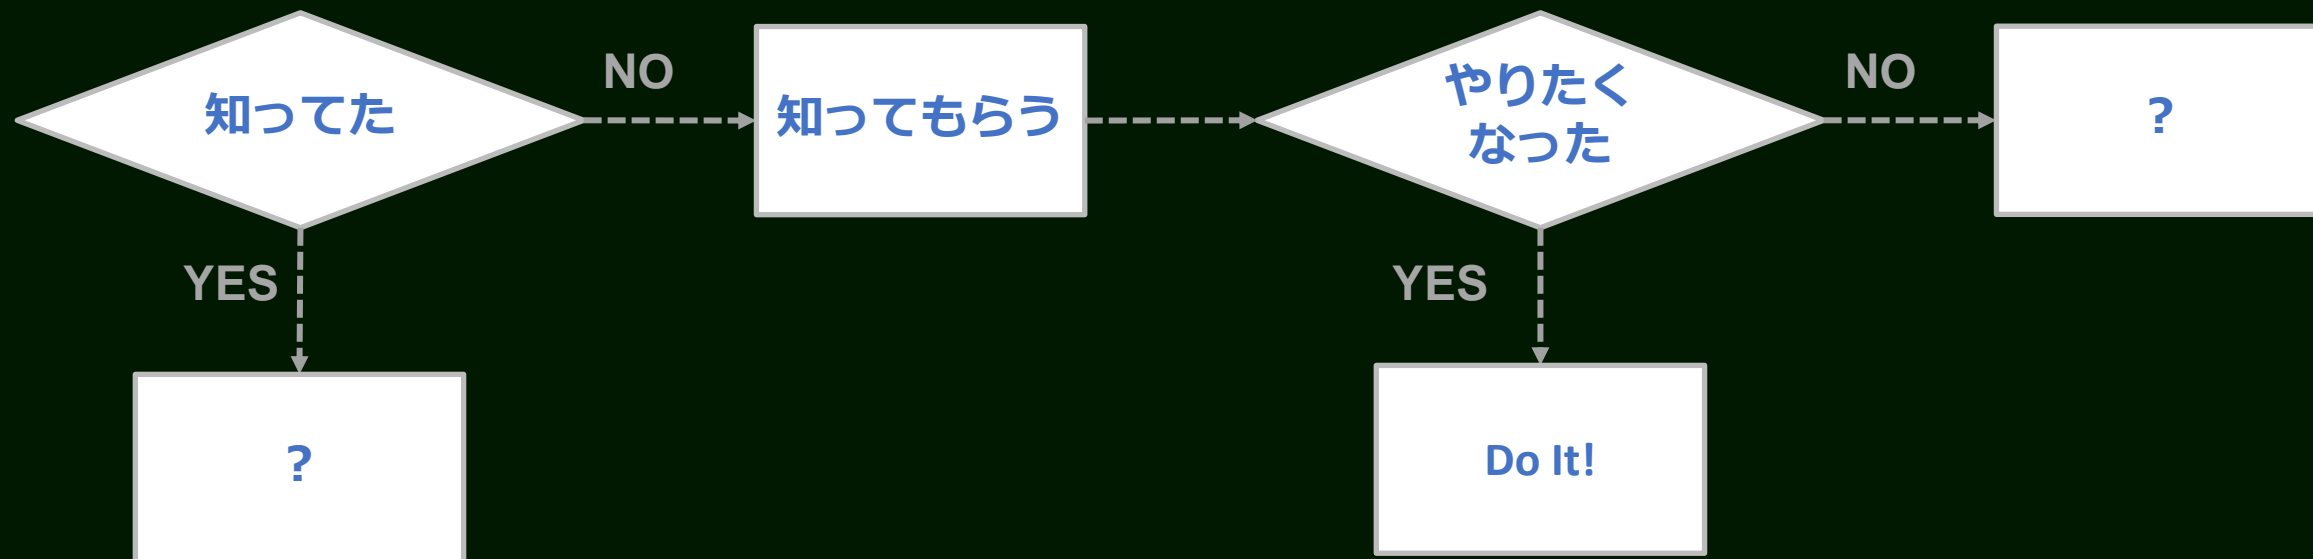 知ってた
NO
知ってもらう
やりたく
なった
NO
?
YES
YES
?
Do It!